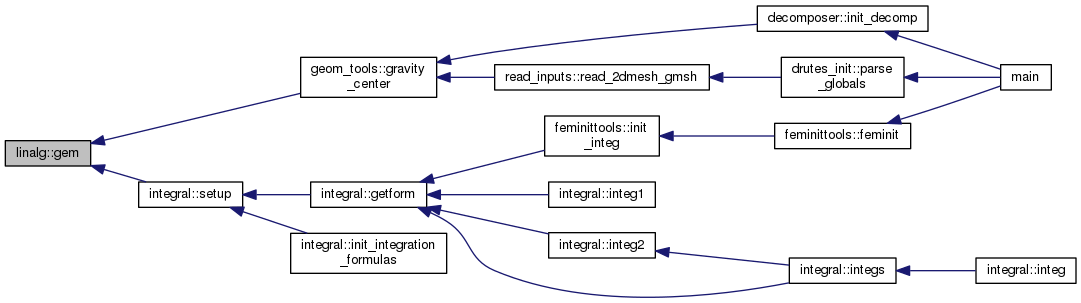 decomposer::init_decomp
geom_tools::gravity
_center
read_inputs::read_2dmesh_gmsh
drutes_init::parse
_globals
main
feminittools::init
_integ
feminittools::feminit
linalg::gem
integral::setup
integral::getform
integral::integ1
integral::init_integration
_formulas
integral::integ2
integral::integs
integral::integ